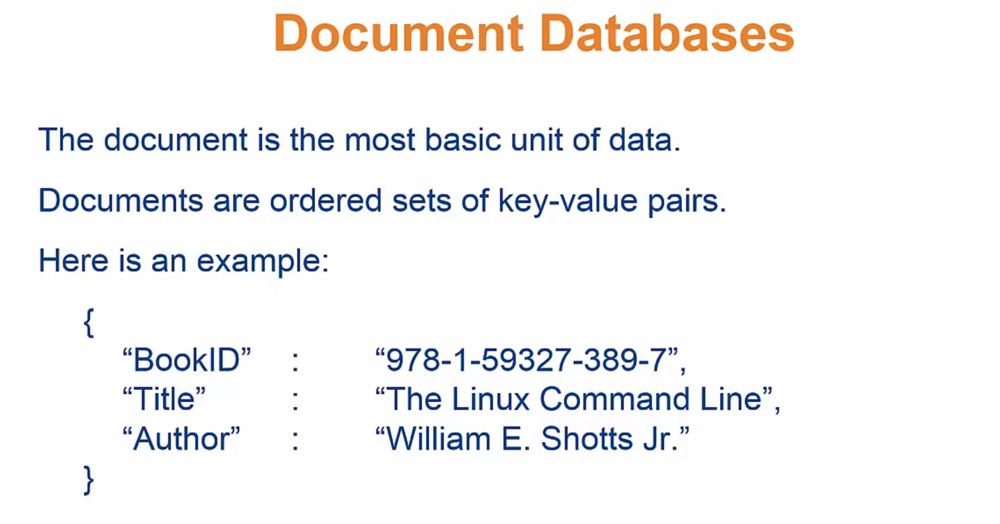 Document Databases
The document is the most basic unit of data.
Documents are ordered sets of key-value pairs.
Here is an example:
{
“BookID” : “978-1-59327-389-7”,
“Title” : “The Linux Command Line”,
“Author” : “William E. Shotts Jr.”
}